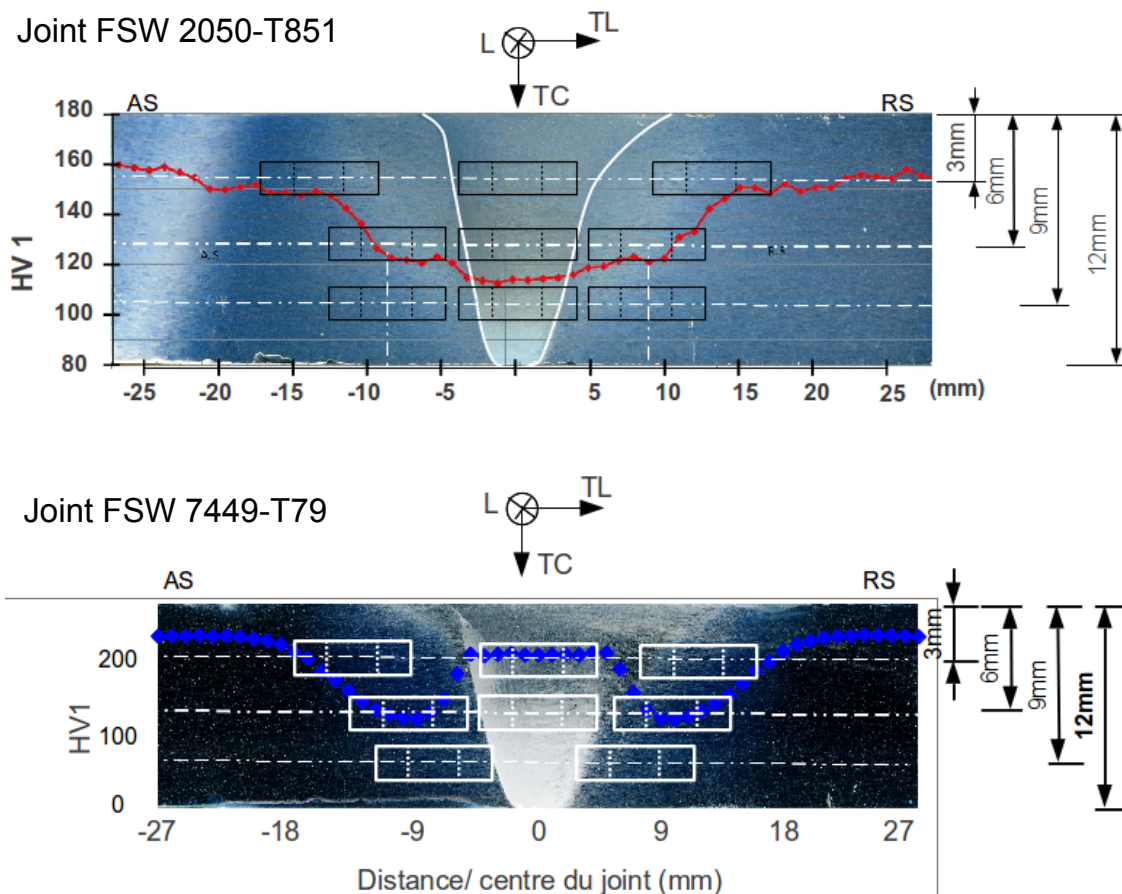 Joint FSW 2050-T851
L TL
TC
AS RS
180
160
140
120
100
80
HV 1
A.S R.S
-25 -20 -15 -10 -5 5 10 15 20 25 (mm)
3mm
6mm
9mm
12mm
Joint FSW 7449-T79
L TL
TC
AS RS
200
100
0
HV1
-27 -18 -9 0 9 18 27
Distance/ centre du joint (mm)
3mm
6mm
9mm
12mm